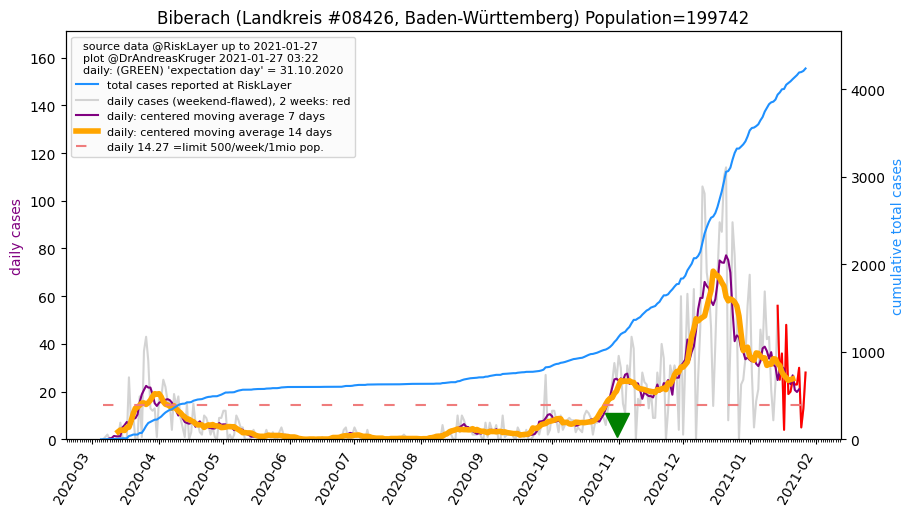 Biberach (Landkreis #08426, Baden-Württemberg) Population=199742
source data @RiskLayer up to 2021-01-27
plot @DrAndreasKruger 2021-01-27 03:22
daily: (GREEN) 'expectation day' = 31.10.2020
total cases reported at RiskLayer
daily cases (weekend-flawed), 2 weeks: red
daily: centered moving average 7 days
daily: centered moving average 14 days
daily 14.27 =limit 500/week/1mio pop.
daily cases
160
140
120
100
80
60
40
20
0
cumulative total cases
4000
3000
2000
1000
0
2020-03
2020-04
2020-05
2020-06
2020-07
2020-08
2020-09
2020-10
2020-11
2020-12
2021-01
2021-02